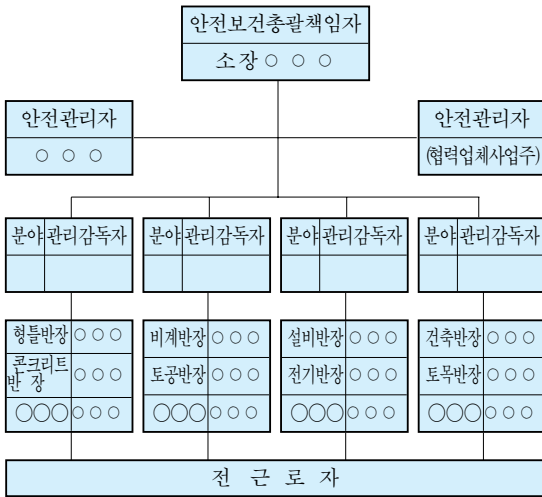 안전보건총괄책임자
소장 ○ ○ ○
안전관리자
○ ○ ○
안전관리자
(협력업체사업주)
분야 관리감독자
분야 관리감독자
분야 관리감독자
분야 관리감독자
형틀반장 ○○○
콘크리트
반 장 ○○○
○○○ ○○○
비계반장 ○○○
토공반장 ○○○
○○○ ○○○
설비반장 ○○○
전기반장 ○○○
○○○ ○○○
건축반장 ○○○
토목반장 ○○○
○○○ ○○○
전 근 로 자